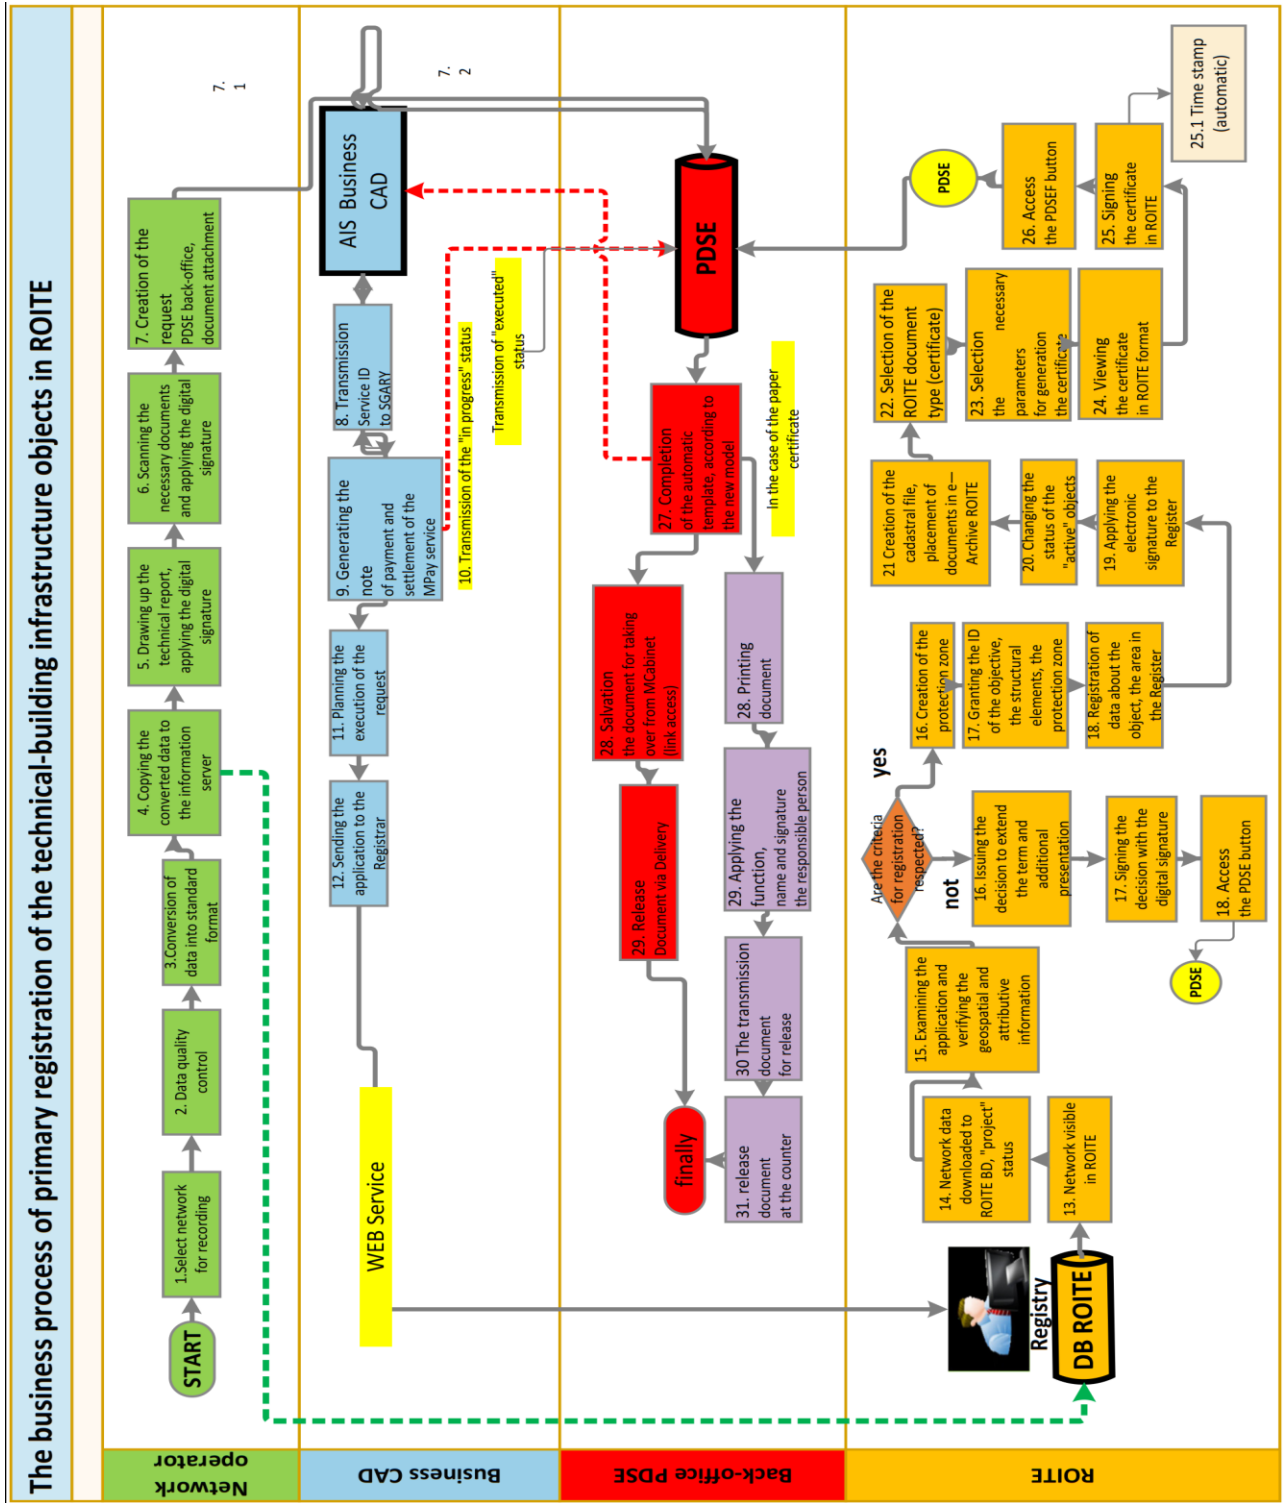 The business process of primary registration of the technical-building infrastructure objects in ROITE
Network
operator
START
1.Select network
for recording
2. Data quality
control
3.Conversion of
data into standard
format
4. Copying the
converted data to
the information
server
5. Drawing up the
technical report,
applying the digital
signature
6. Scanning the
necessary documents
and applying the digital
signature
7. Creation of the
request
PDSE back-office,
document attachment
7.
1
Business CAD
AIS Business
CAD
7.
2
8. Transmission
Service ID
to SGARY
9. Generating the
note
of payment and
settlement of the
MPay service
10. Transmission of the "in progress" status
Transmission of "executed"
status
11. Planning the
execution of the
request
12. Sending the
application to the
Registrar
WEB Service
Back-office PDSE
PDSE
27. Completion
of the automatic
template, according to
the new model
In the case of the paper
certificate
28. Salvation
the document for taking
over from MCabinet
(link access)
29. Release
Document via Delivery
finally
28. Printing
document
29. Applying the
function,
name and signature
the responsible person
30 The transmission
document
for release
31. release
document
at the counter
ROITE
Registry
DB ROITE
13. Network visible
in ROITE
14. Network data
downloaded to
ROITE BD, "project"
status
15. Examining the
application and
verifying the
geospatial and
attributive
information
Are the criteria
for registration
respected?
yes
not
16. Issuing the
decision to extend
the term and
additional
presentation
17. Signing the
decision with the
digital signature
18. Access
the PDSE button
PDSE
16. Creation of the
protection zone
17. Granting the ID
of the objective,
the structural
elements, the
protection zone
18. Registration of
data about the
object, the area in
the Register
19. Applying the
electronic
signature to the
Register
20. Changing the
status of the
"active" objects
21 Creation of the
cadastral file,
placement of
documents in e—
Archive ROITE
22. Selection of the
ROITE document
type (certificate)
23. Selection
the necessary
parameters
for generation
the certificate
24. Viewing
the certificate
in ROITE format
25. Signing
the certificate
in ROITE
25.1 Time stamp
(automatic)
26. Access
the PDSEF button
PDSE